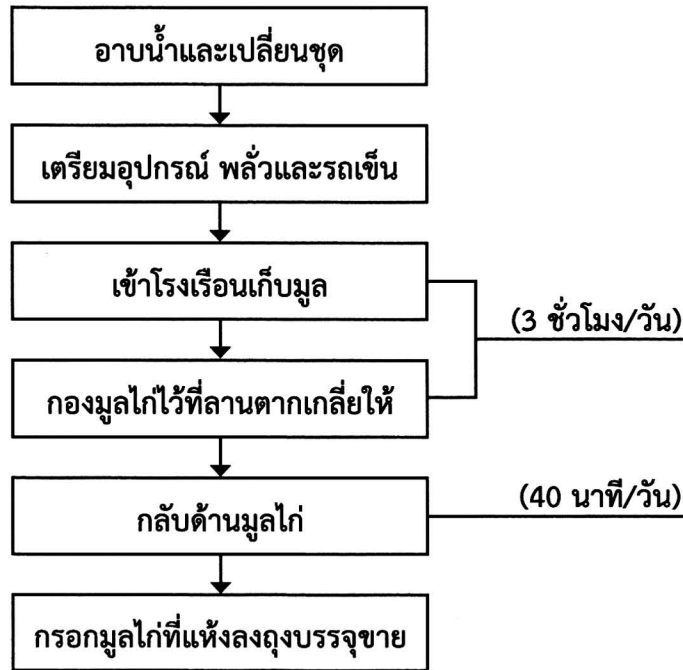 อาบน้ำและเปลี่ยนชุด
เตรียมอุปกรณ์ พลั่วและรถเข็น
เข้าโรงเรือนเก็บมูล
(3 ชั่วโมง/วัน)
กองมูลไก่ไว้ที่ลานตากเกลี่ยให้
(40 นาที/วัน)
กลับด้านมูลไก่
กรอกมูลไก่ที่แห้งลงถุงบรรจุขาย